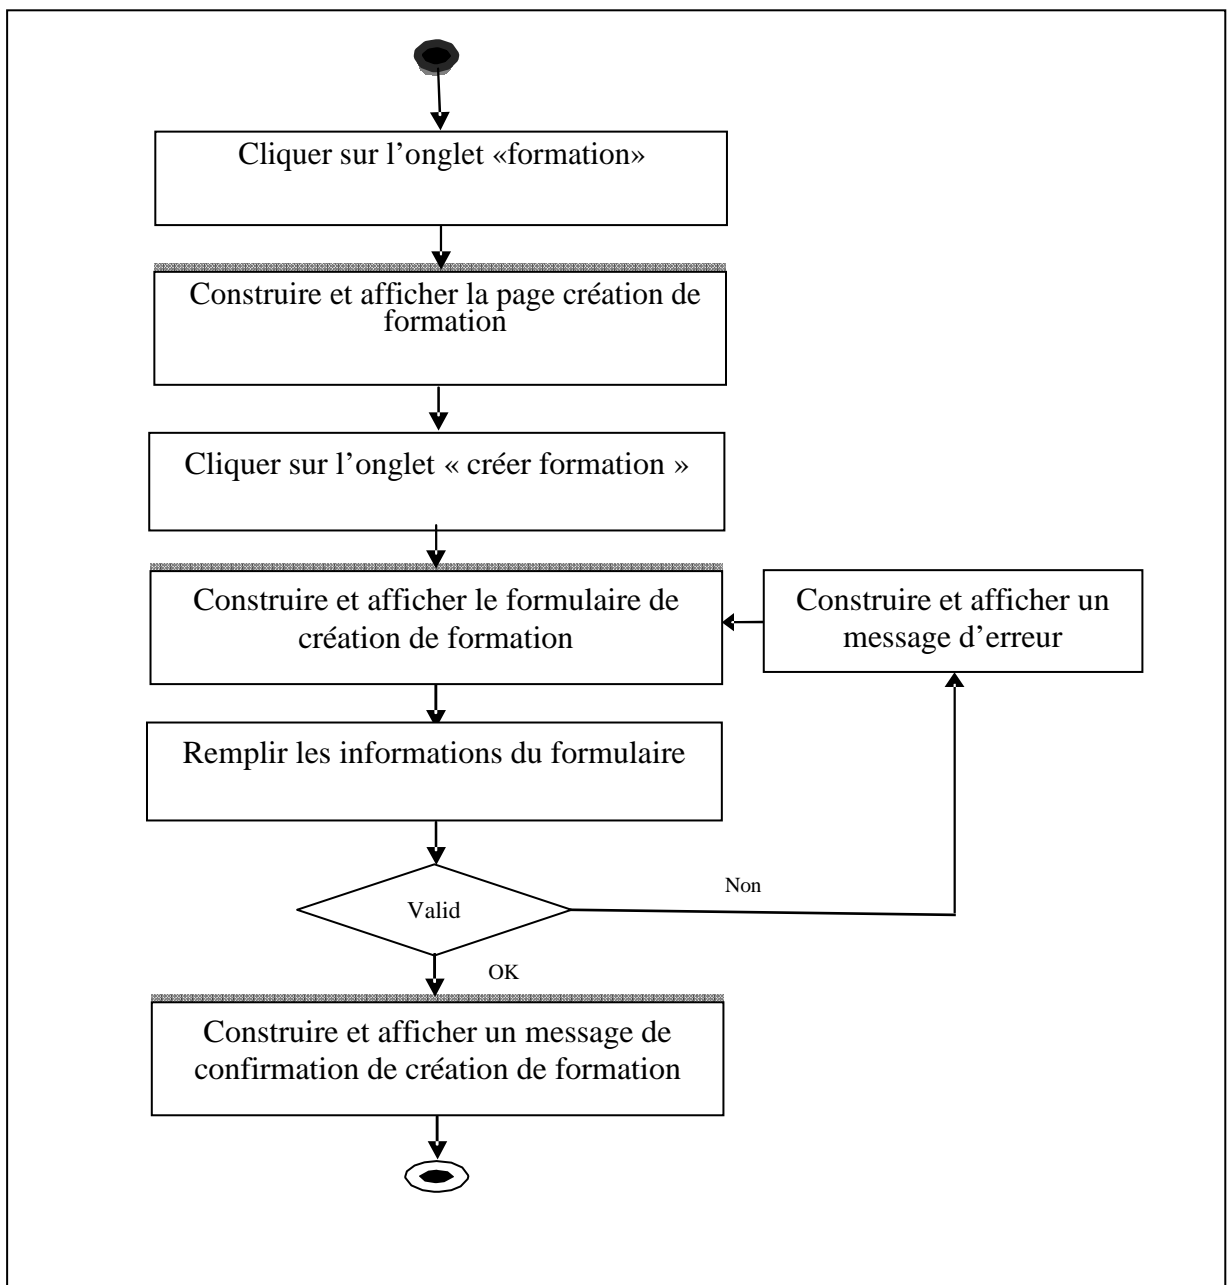 Cliquer sur l’onglet «formation»
Construire et afficher la page création de
formation
Cliquer sur l’onglet « créer formation »
Construire et afficher le formulaire de
création de formation
Construire et afficher un
message d’erreur
Remplir les informations du formulaire
Non
Valid
OK
Construire et afficher un message de
confirmation de création de formation